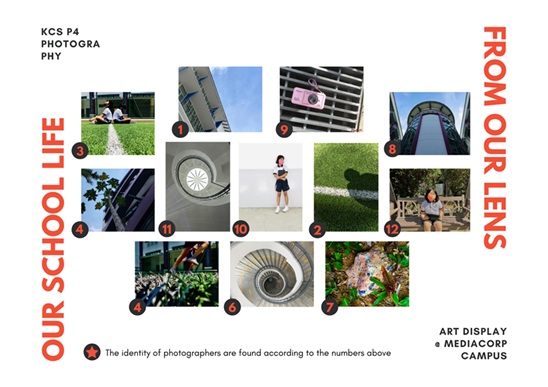 KCS P4
PHOTOGRA
PHY
OUR SCHOOL LIFE
FROM OUR LENS
1
9
3
8
4
11
10
2
12
4
6
7
ART DISPLAY
@ MEDIACORP
CAMPUS
The identity of photographers are found according to the numbers above